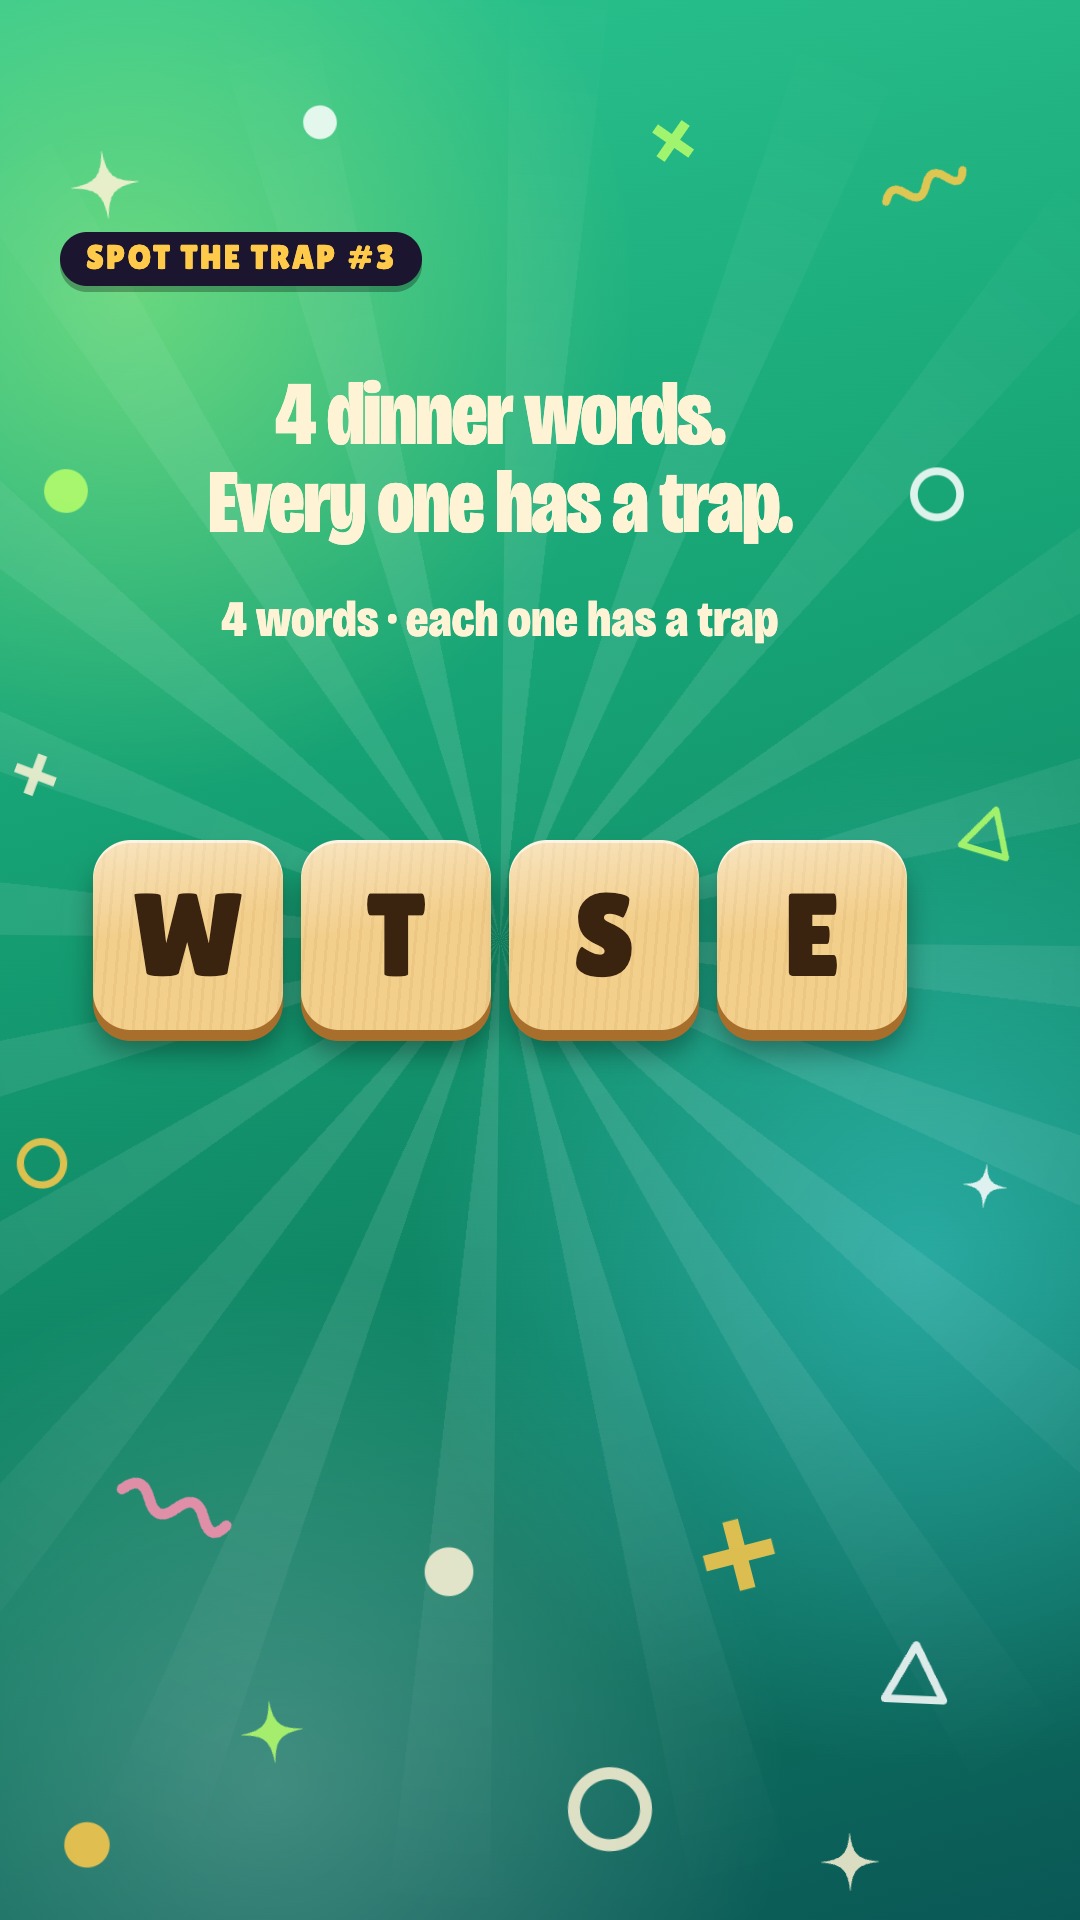 SPOT THE TRAP #3
4 dinner words.
Every one has a trap.
4 words · each one has a trap
W T S E